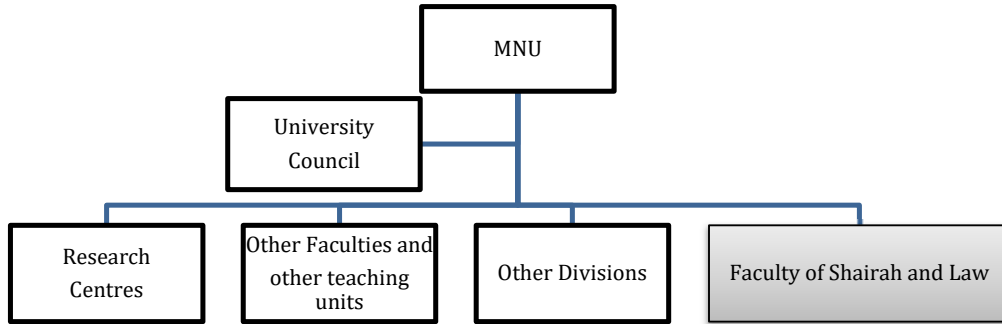 MNU
University
Council
Research
Centres
Other Faculties and
other teaching
units
Other Divisions
Faculty of Shairah and Law